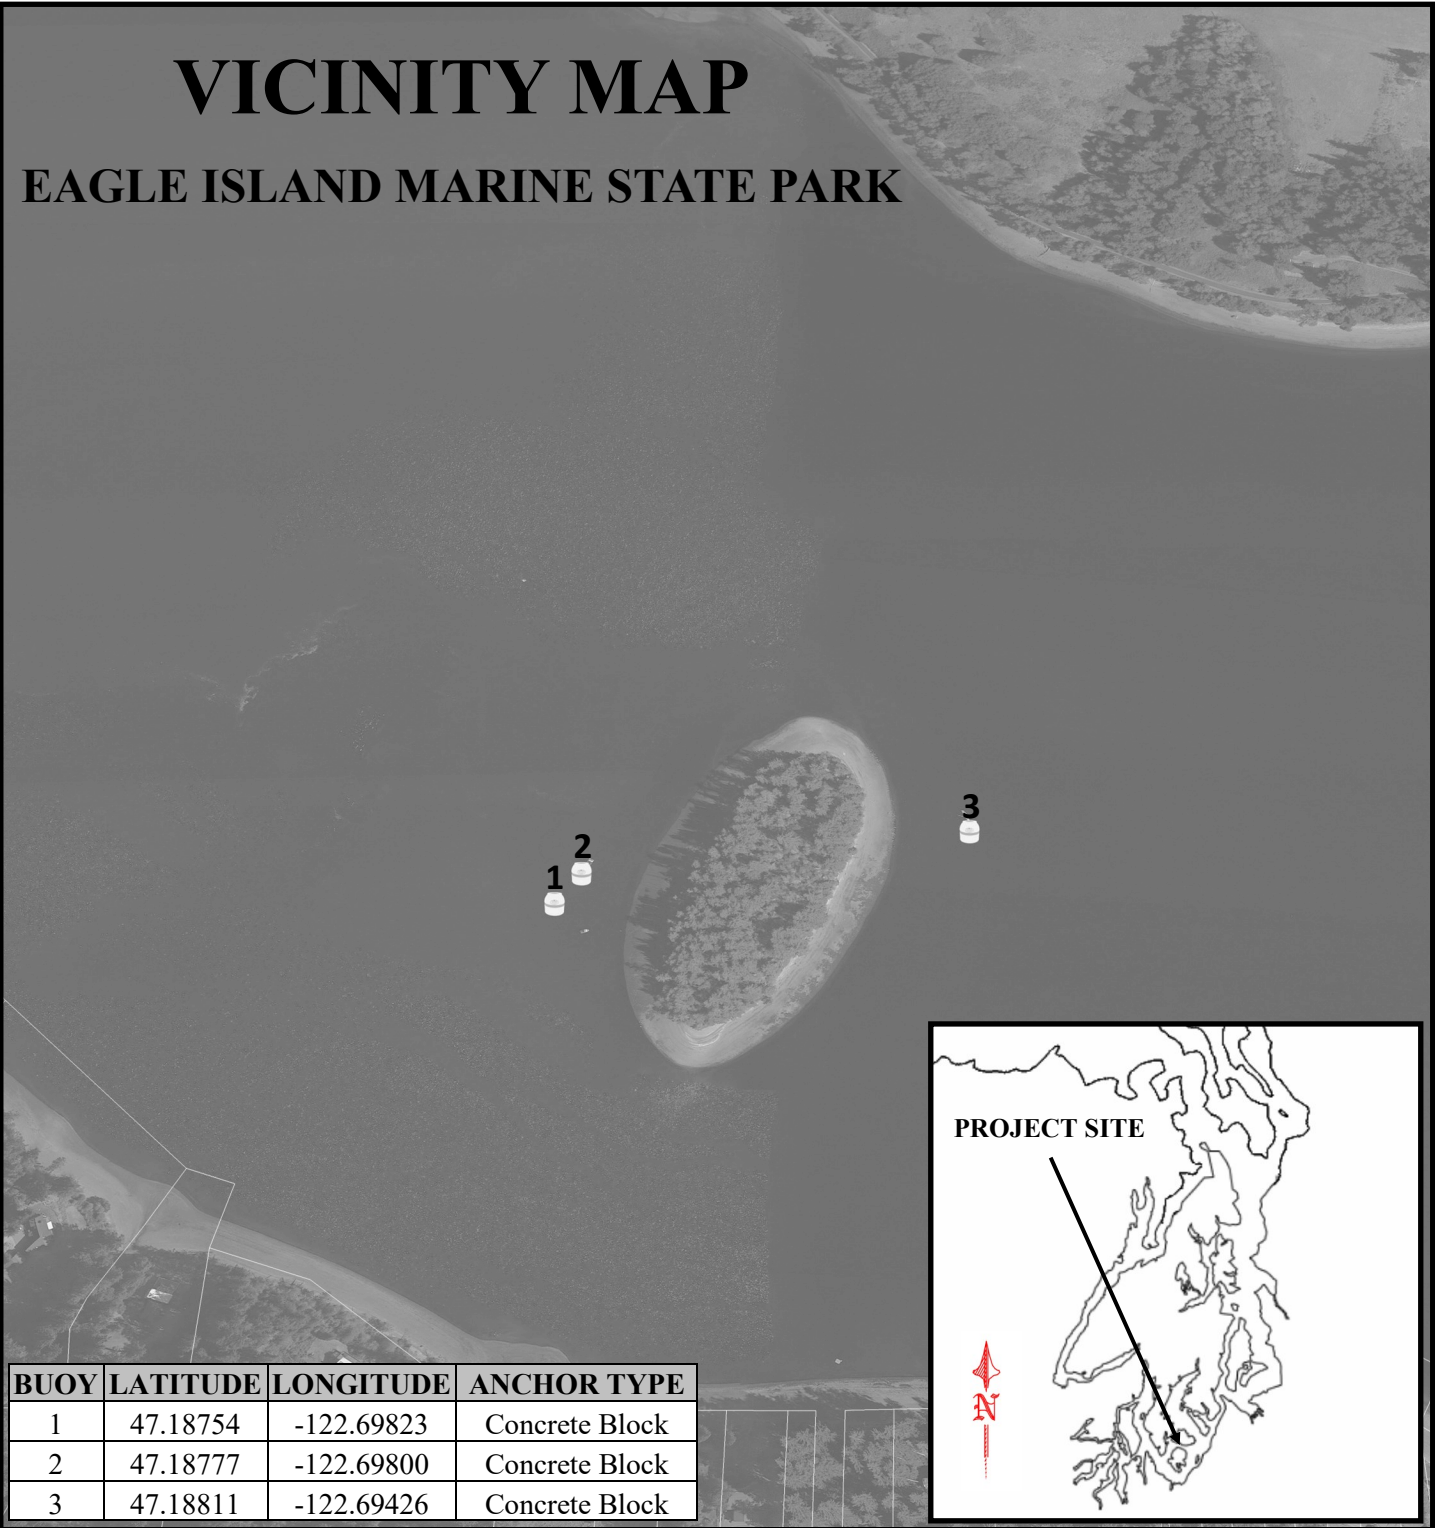 VICINITY MAP
EAGLE ISLAND MARINE STATE PARK
3
2
1
PROJECT SITE
N
BUOY LATITUDE LONGITUDE ANCHOR TYPE
1 47.18754 -122.69823 Concrete Block
2 47.18777 -122.69800 Concrete Block
3 47.18811 -122.69426 Concrete Block